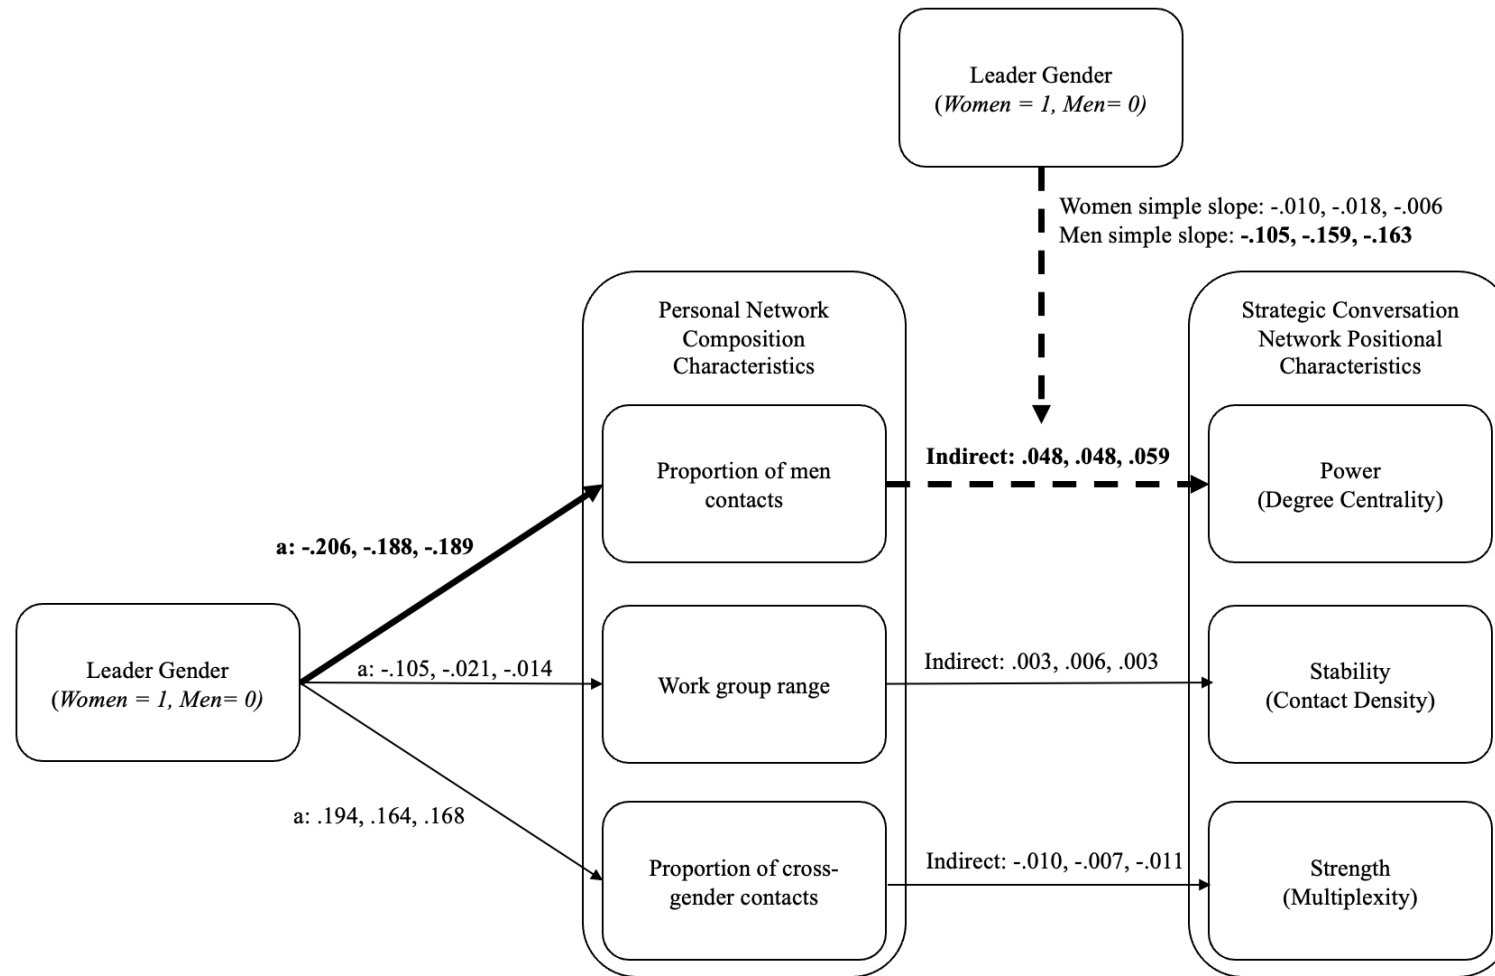 Leader Gender
(Women = 1, Men= 0)
Women simple slope: -.010, -.018, -.006
Men simple slope: -.105, -.159, -.163
Personal Network
Composition
Characteristics
Strategic Conversation
Network Positional
Characteristics
Proportion of men
contacts
Indirect: .048, .048, .059
Power
(Degree Centrality)
a: -.206, -.188, -.189
Leader Gender
(Women = 1, Men= 0)
a: -.105, -.021, -.014
Work group range
Indirect: .003, .006, .003
Stability
(Contact Density)
a: .194, .164, .168
Proportion of cross-
gender contacts
Indirect: -.010, -.007, -.011
Strength
(Multiplexity)